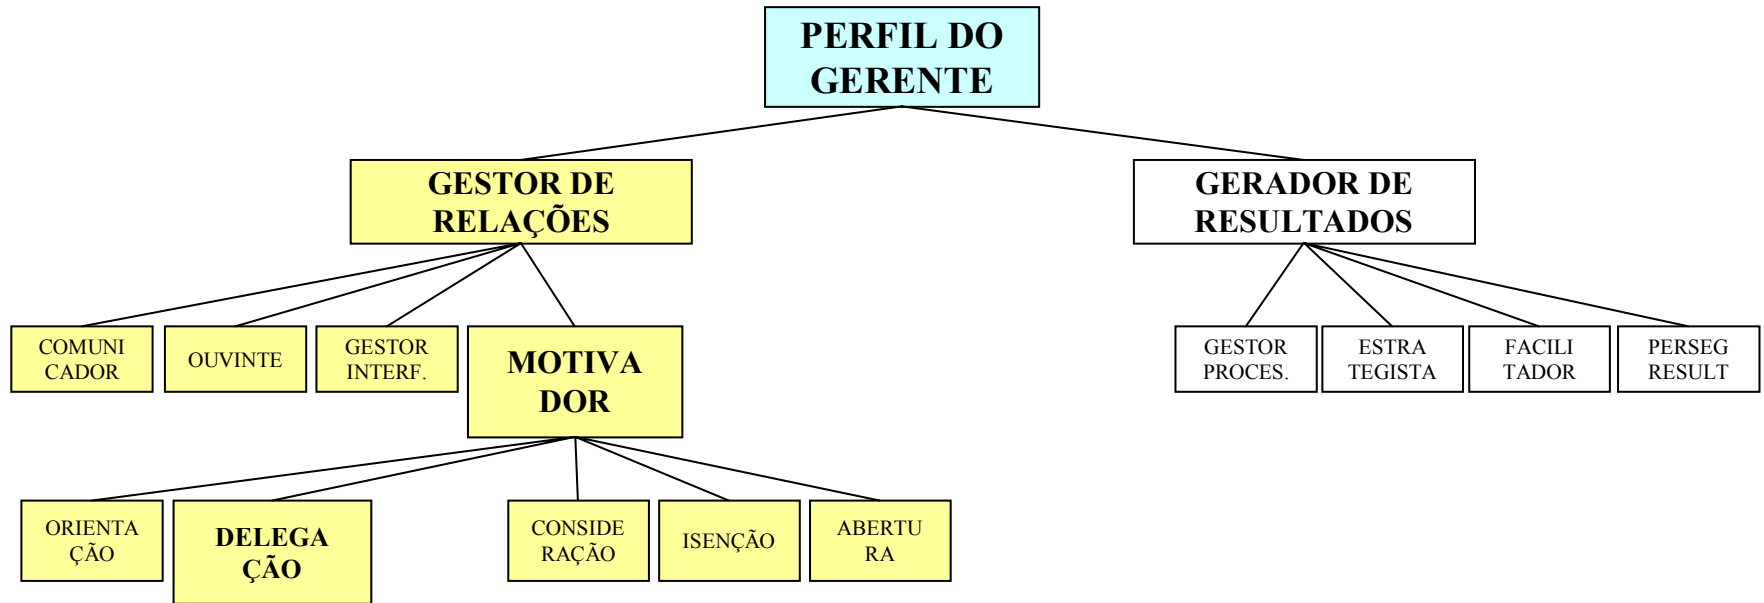 PERFIL DO
GERENTE
GESTOR DE
RELAÇÕES
GERADOR DE
RESULTADOS
COMUNI
CADOR
OUVINTE
GESTOR
INTERF.
MOTIVA
DOR
GESTOR
PROCES.
ESTRA
TEGISTA
FACILI
TADOR
PERSEG
RESULT
ORIENTA
ÇÃO
DELEGA
ÇÃO
CONSIDE
RAÇÃO
ISENÇÃO
ABERTU
RA